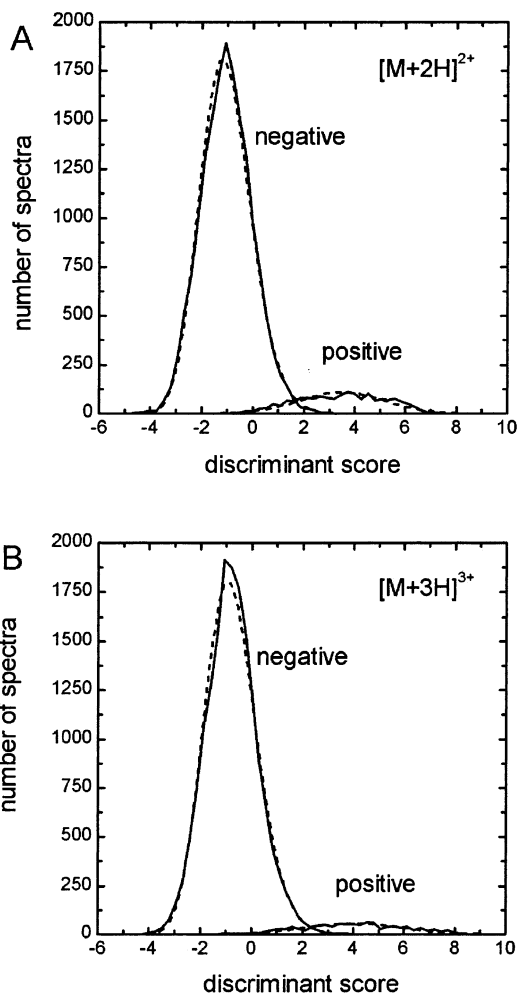 A
[M+2H]2+
number of spectra
2000
1750
1500
1250
1000
750
500
250
0
negative
positive
-6 -4 -2 0 2 4 6 8 10
discriminant score
B
[M+3H]3+
number of spectra
2000
1750
1500
1250
1000
750
500
250
0
negative
positive
-6 -4 -2 0 2 4 6 8 10
discriminant score